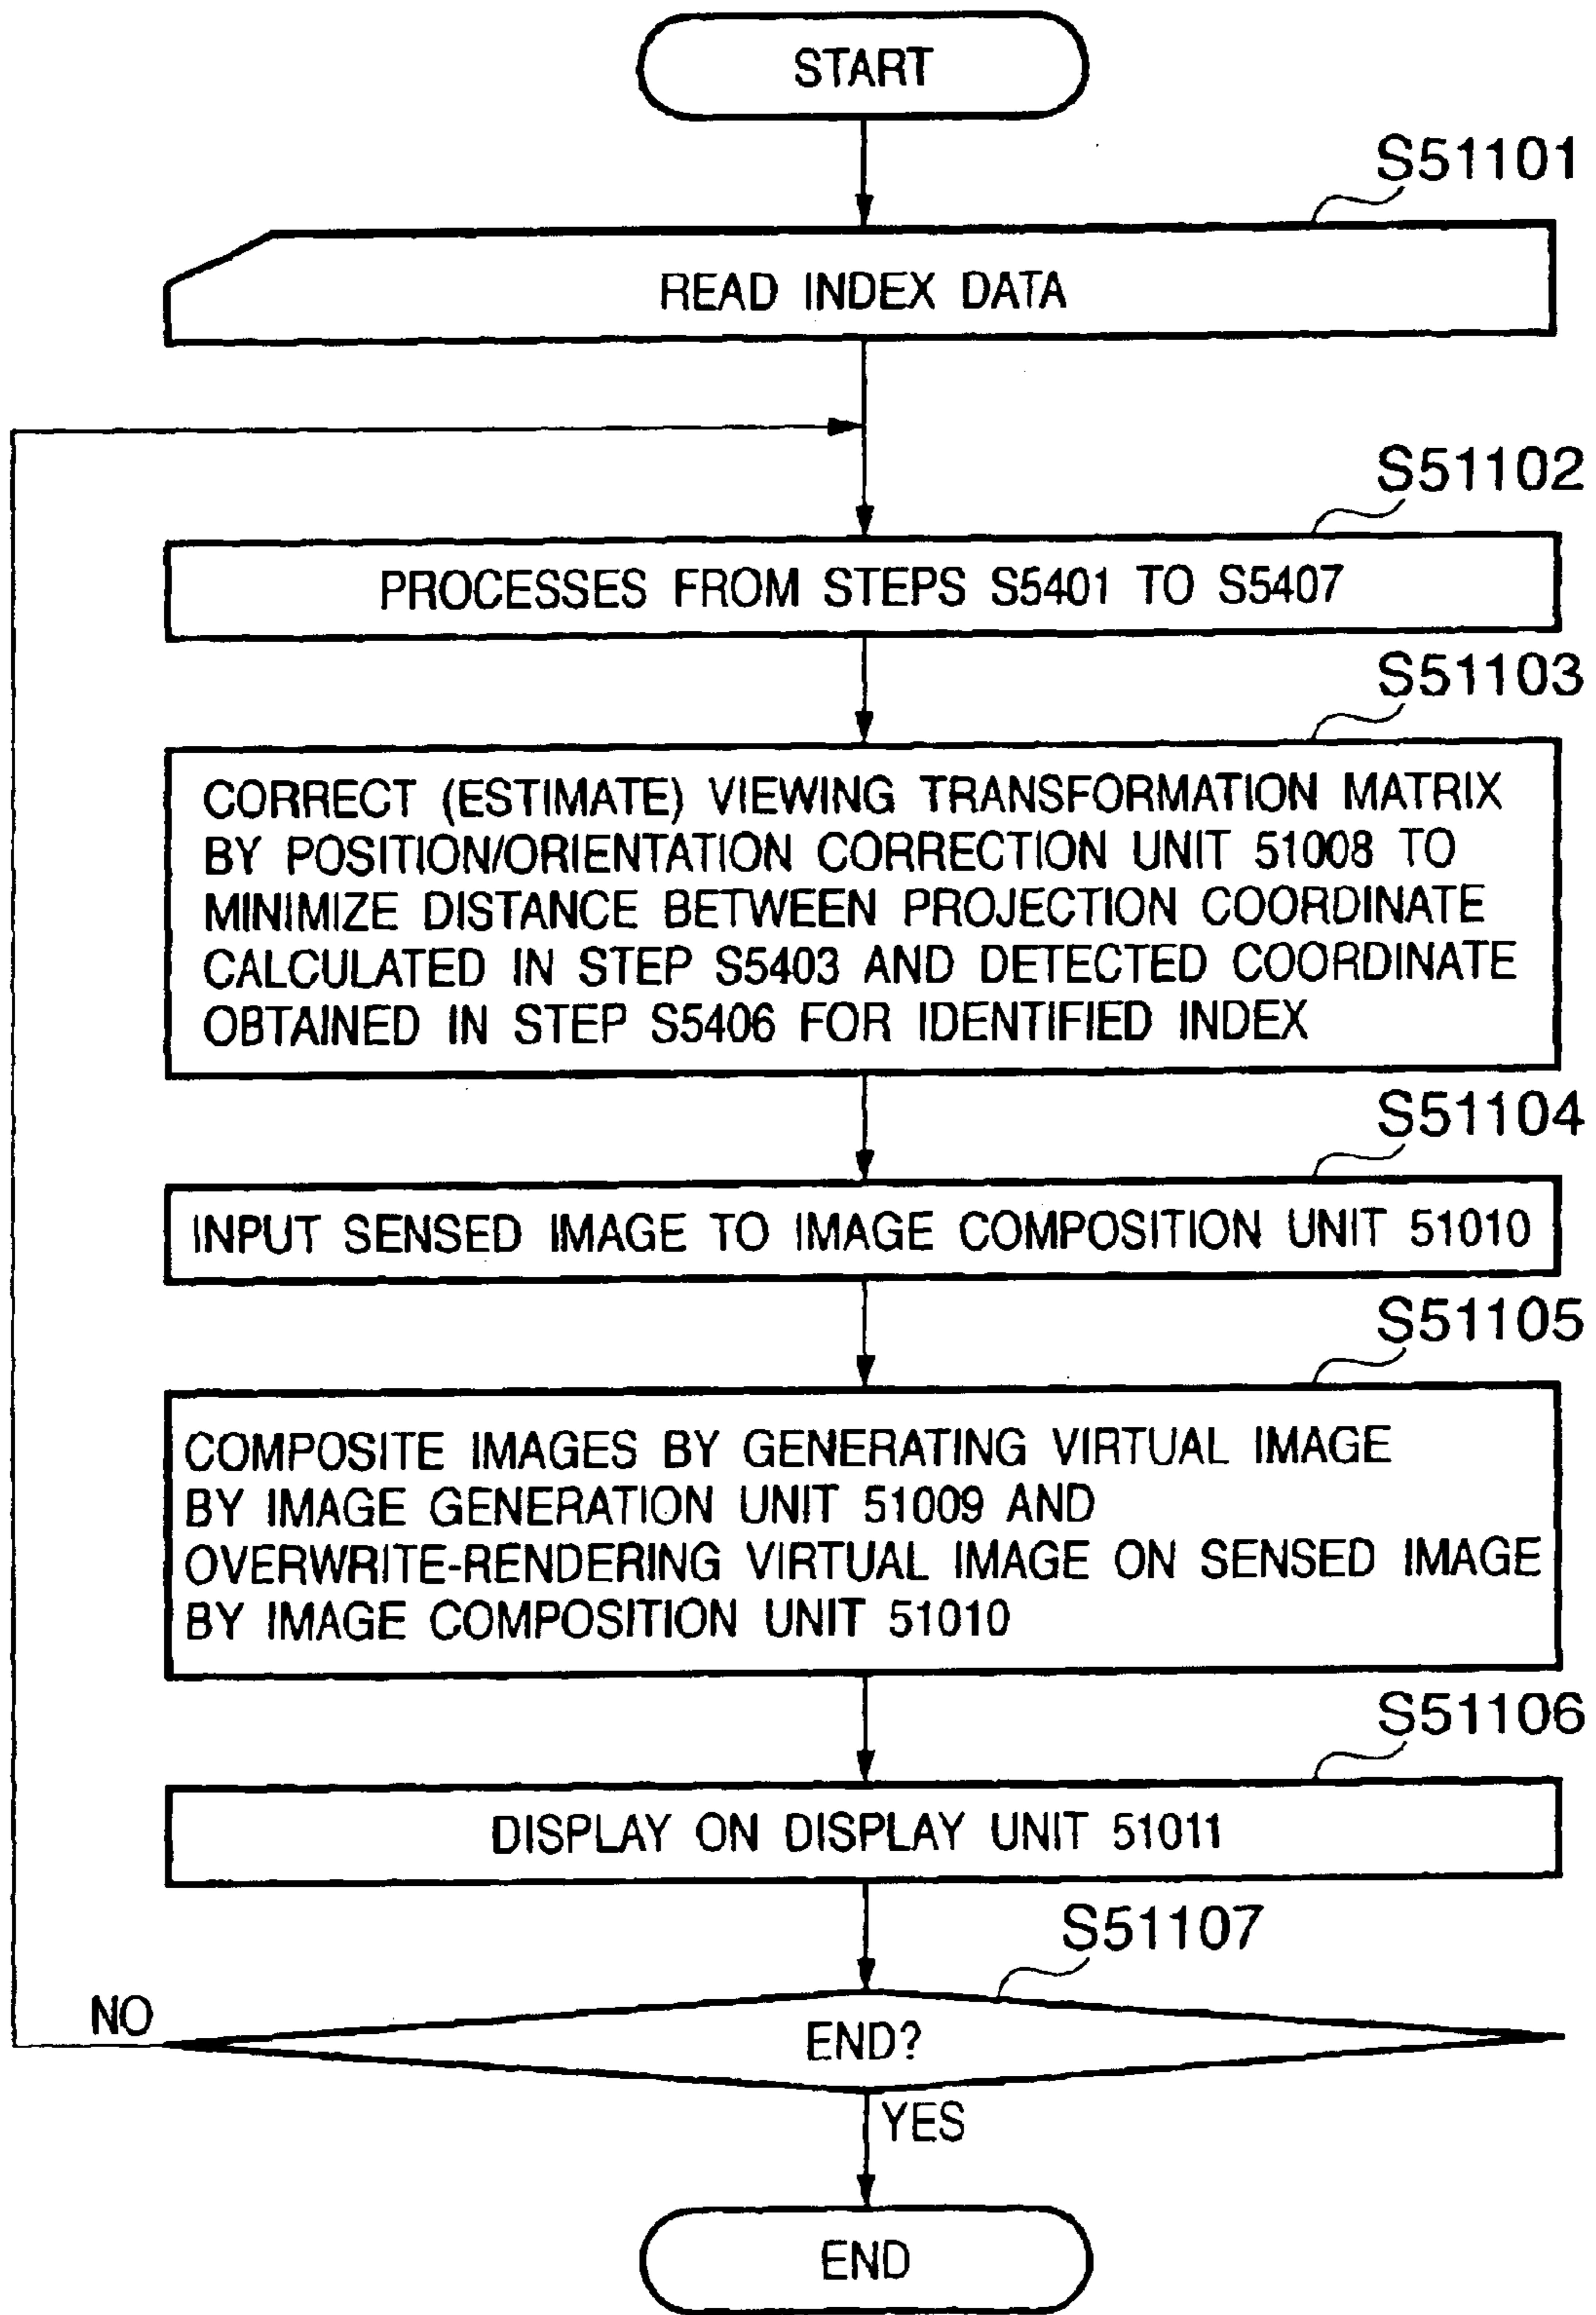 START
S51101
READ INDEX DATA
S51102
PROCESSES FROM STEPS S5401 TO S5407
S51103
CORRECT (ESTIMATE) VIEWING TRANSFORMATION MATRIX
BY POSITION/ORIENTATION CORRECTION UNIT 51008 TO
MINIMIZE DISTANCE BETWEEN PROJECTION COORDINATE
CALCULATED IN STEP S5403 AND DETECTED COORDINATE
OBTAINED IN STEP S5406 FOR IDENTIFIED INDEX
S51104
INPUT SENSED IMAGE TO IMAGE COMPOSITION UNIT 51010
S51105
COMPOSITE IMAGES BY GENERATING VIRTUAL IMAGE
BY IMAGE GENERATION UNIT 51009 AND
OVERWRITE-RENDERING VIRTUAL IMAGE ON SENSED IMAGE
BY IMAGE COMPOSITION UNIT 51010
S51106
DISPLAY ON DISPLAY UNIT 51011
S51107
NO
END?
YES
END